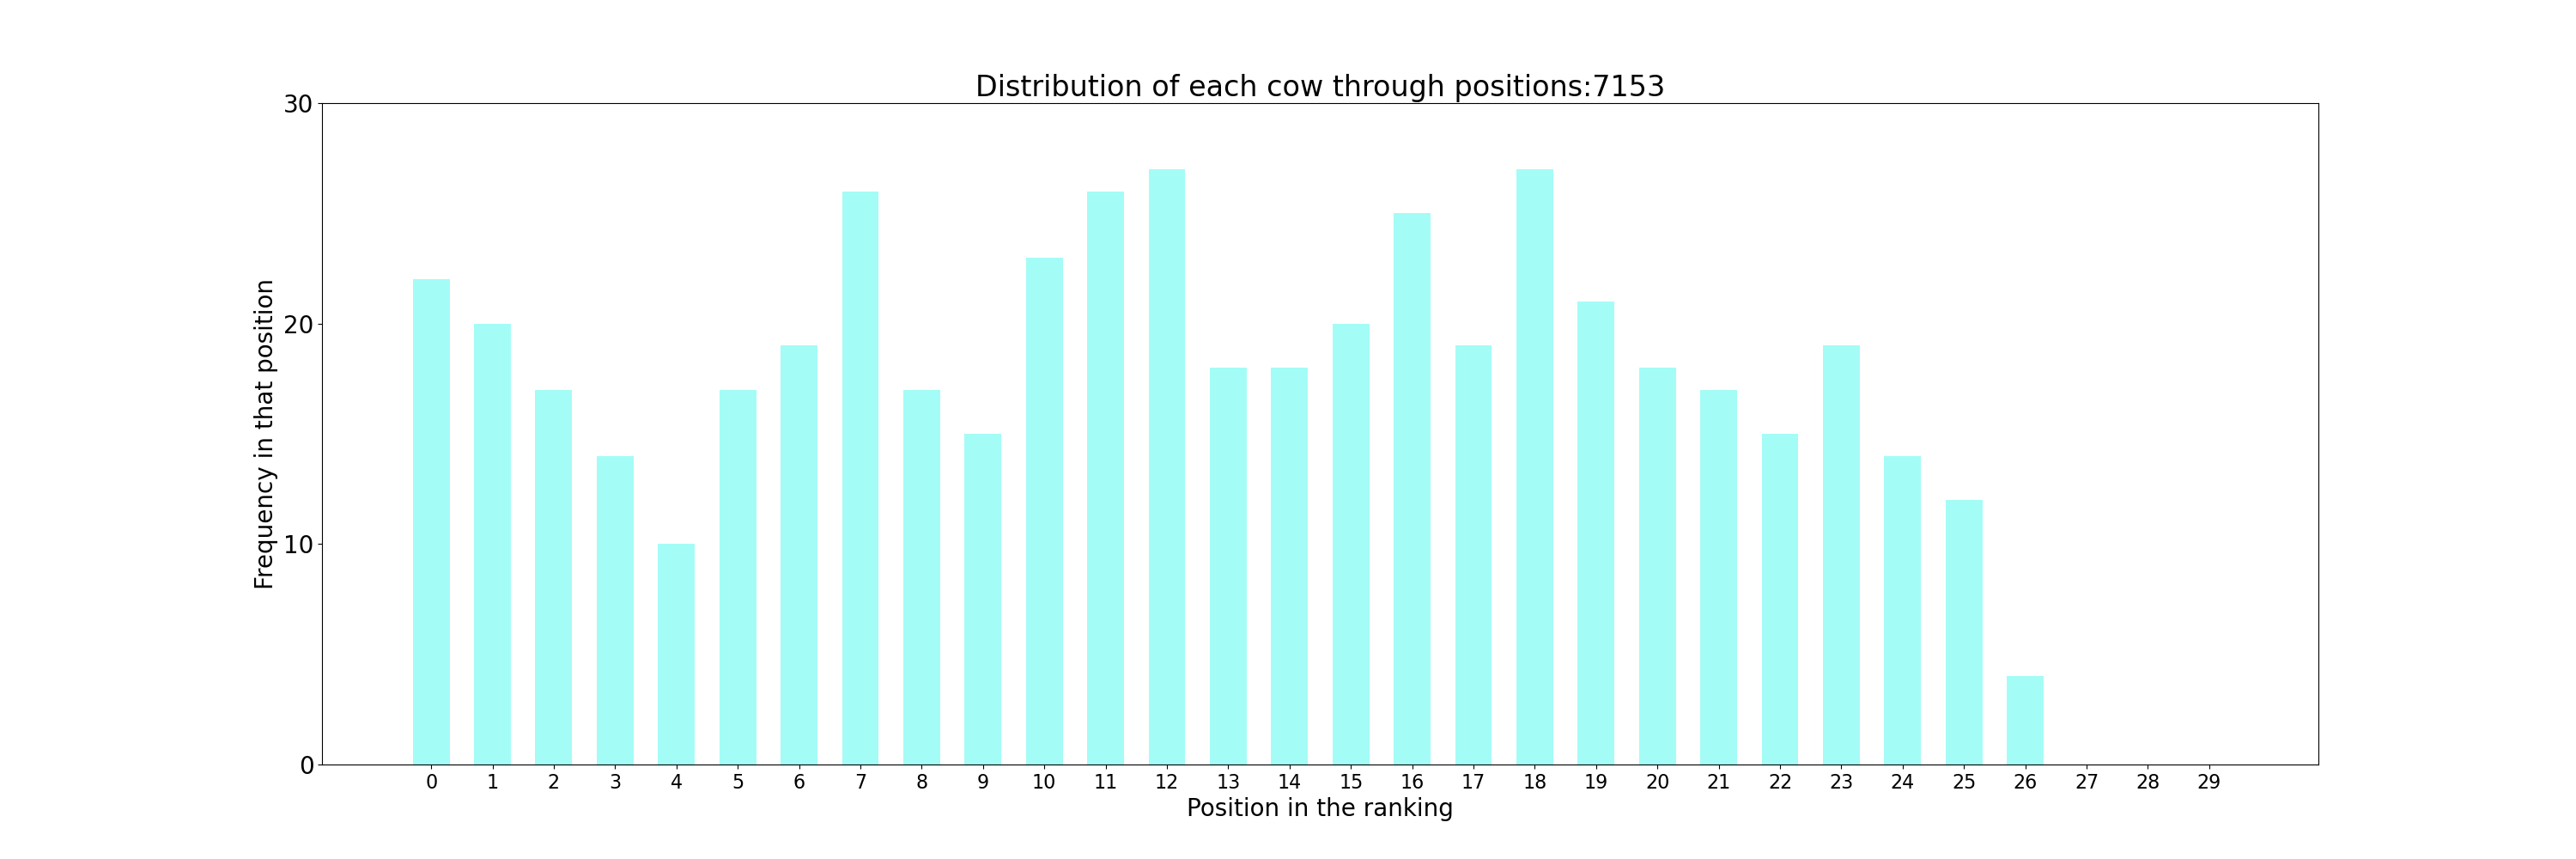 Distribution of each cow through positions:7153
30
20
10
0
Frequency in that position
0 1 2 3 4 5 6 7 8 9 10 11 12 13 14 15 16 17 18 19 20 21 22 23 24 25 26 27 28 29
Position in the ranking